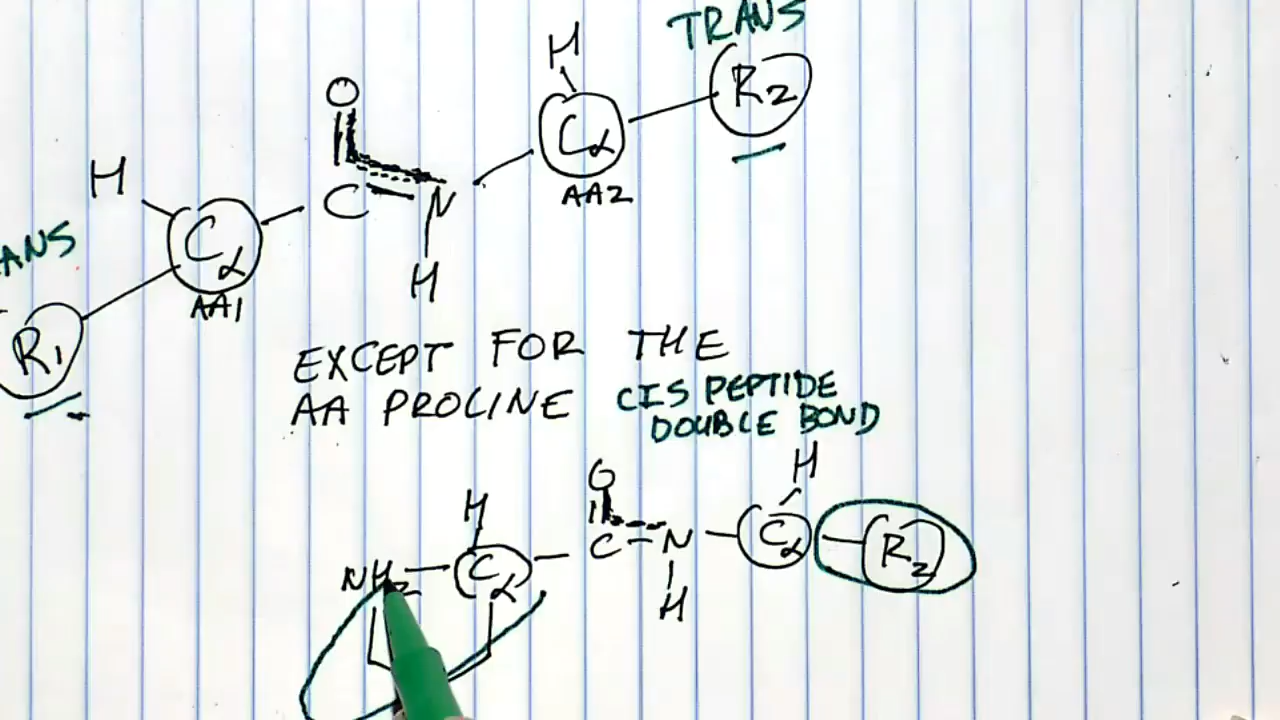 TRANS
H
R2
O
Cα
H
AA2
C
N
Cα
ANS
H
AA1
R1
EXCEPT FOR THE
AA PROLINE CIS PEPTIDE
DOUBLE BOND
H
O
H
C
N
Cα
R2
NH2
Cα
H